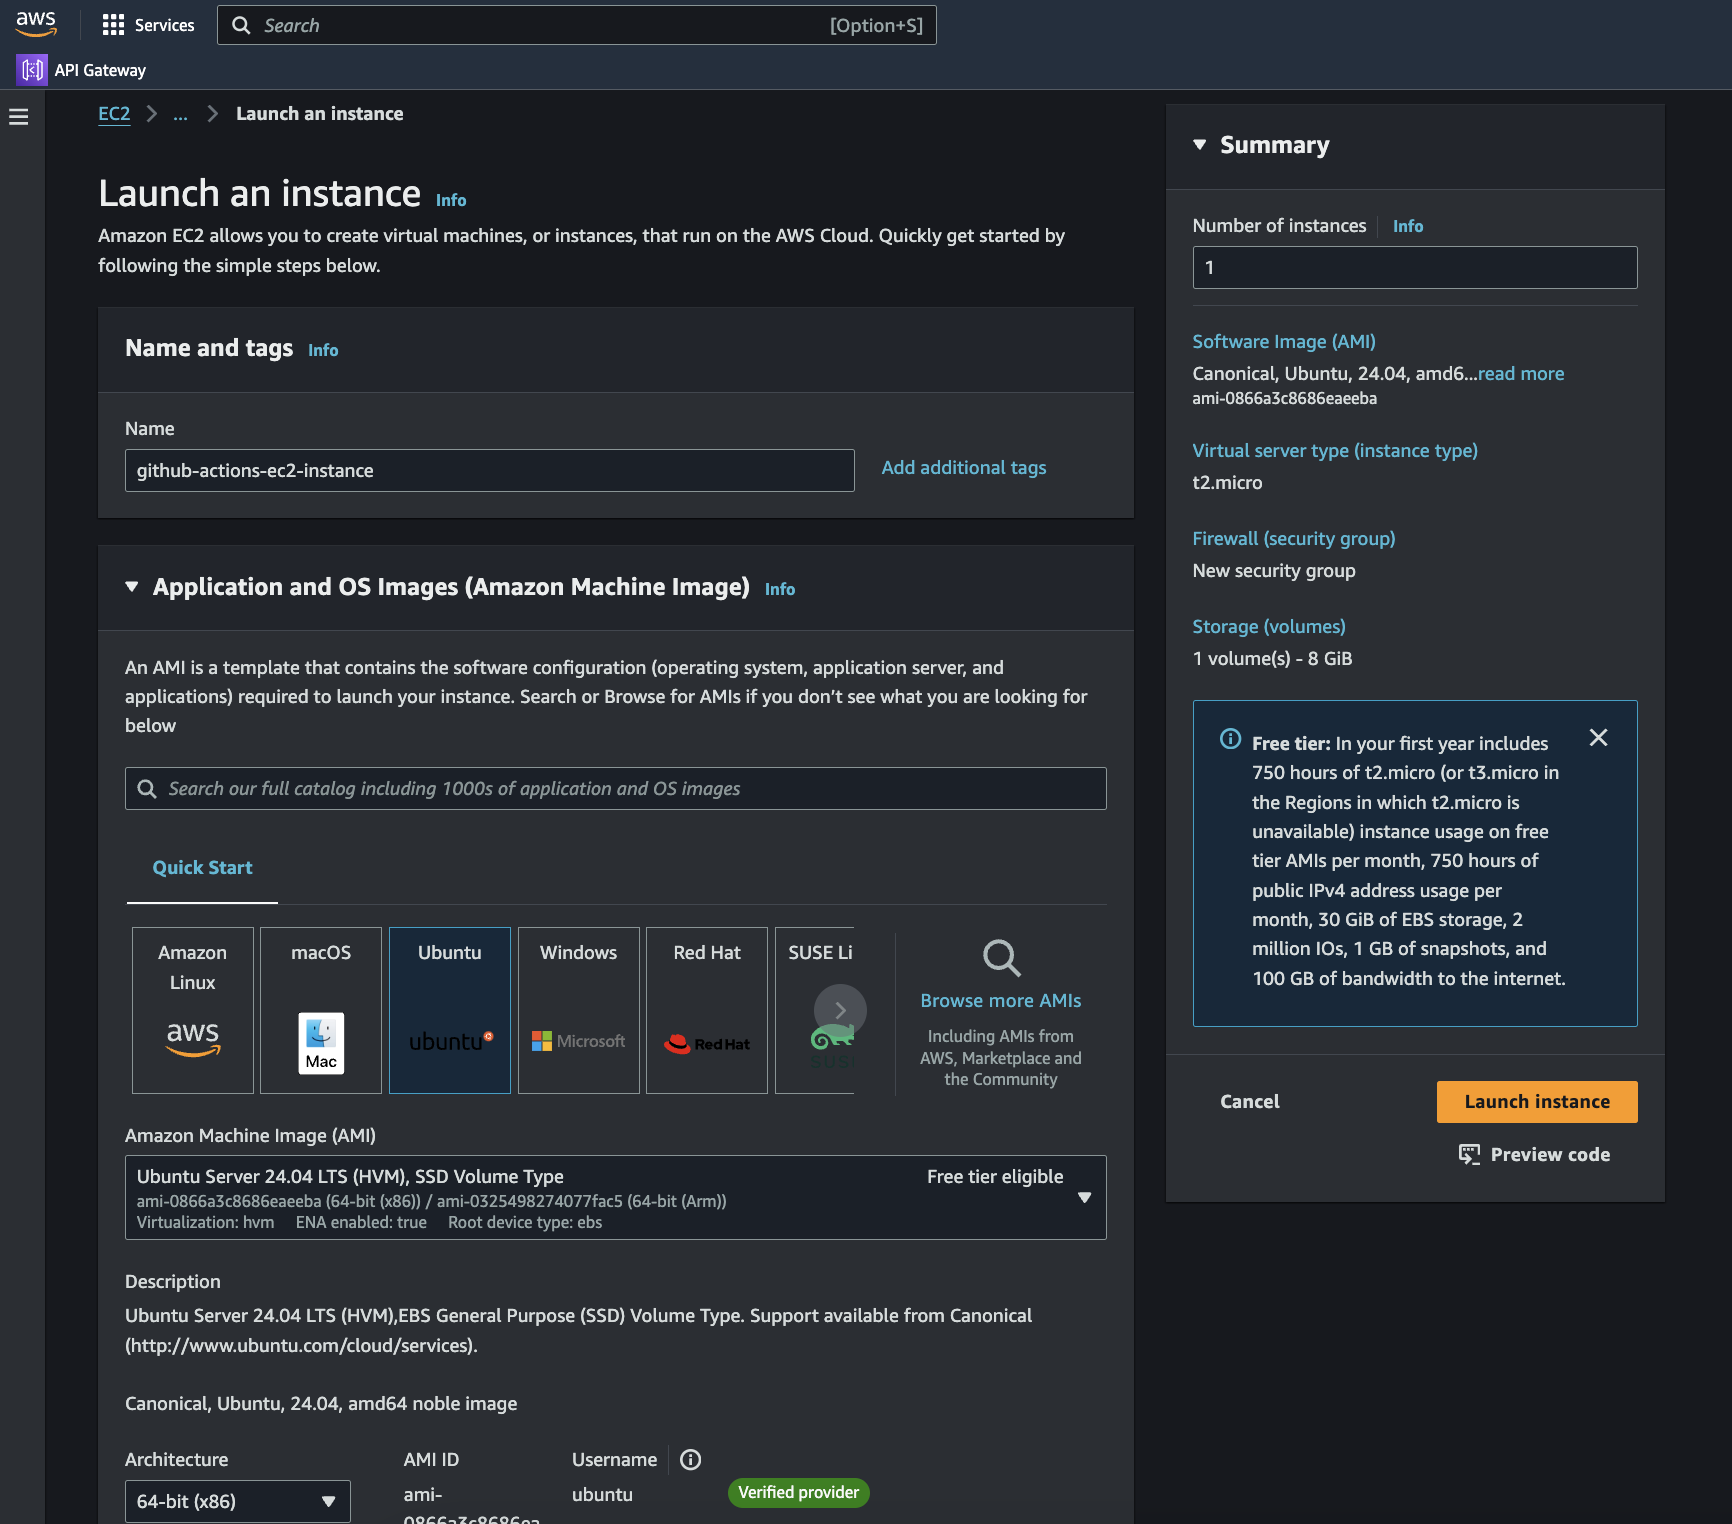 aws
Services
Search
[Option+S]
API Gateway
EC2
...
Launch an instance
Launch an instance Info
Amazon EC2 allows you to create virtual machines, or instances, that run on the AWS Cloud. Quickly get started by
following the simple steps below.
Name and tags Info
Name
github-actions-ec2-instance
Add additional tags
Application and OS Images (Amazon Machine Image) Info
An AMI is a template that contains the software configuration (operating system, application server, and
applications) required to launch your instance. Search or Browse for AMIs if you don’t see what you are looking for
below
Search our full catalog including 1000s of application and OS images
Quick Start
Amazon
Linux
aws
macOS
Mac
Ubuntu
ubuntu
Windows
Microsoft
Red Hat
Red Hat
SUSE Li
SUS
Browse more AMIs
Including AMIs from
AWS, Marketplace and
the Community
Amazon Machine Image (AMI)
Ubuntu Server 24.04 LTS (HVM), SSD Volume Type
Free tier eligible
ami-0866a3c8686eaeeba (64-bit (x86)) / ami-0325498274077fac5 (64-bit (Arm))
Virtualization: hvm ENA enabled: true Root device type: ebs
Description
Ubuntu Server 24.04 LTS (HVM),EBS General Purpose (SSD) Volume Type. Support available from Canonical
(http://www.ubuntu.com/cloud/services).
Canonical, Ubuntu, 24.04, amd64 noble image
Architecture
64-bit (x86)
AMI ID
ami-
0866a3c8686ea
Username
ubuntu
Verified provider
Summary
Number of instances Info
1
Software Image (AMI)
Canonical, Ubuntu, 24.04, amd6...read more
ami-0866a3c8686eaeeba
Virtual server type (instance type)
t2.micro
Firewall (security group)
New security group
Storage (volumes)
1 volume(s) - 8 GiB
Free tier: In your first year includes
750 hours of t2.micro (or t3.micro in
the Regions in which t2.micro is
unavailable) instance usage on free
tier AMIs per month, 750 hours of
public IPv4 address usage per
month, 30 GiB of EBS storage, 2
million IOs, 1 GB of snapshots, and
100 GB of bandwidth to the internet.
Cancel
Launch instance
Preview code